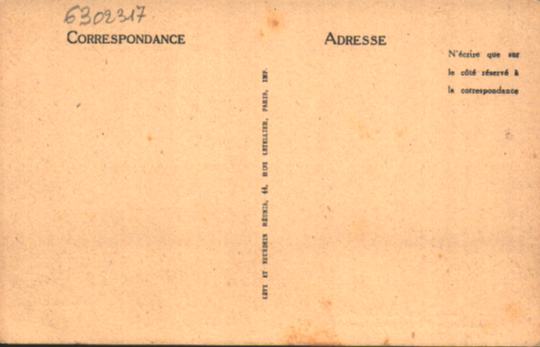 6302317
CORRESPONDANCE
ADRESSE
N'écrire que sur
le côté réservé à
la correspondance
LÉVY ET NEURDEIN RÉUNIS, 44, RUE LETELLIER, PARIS, IMP.